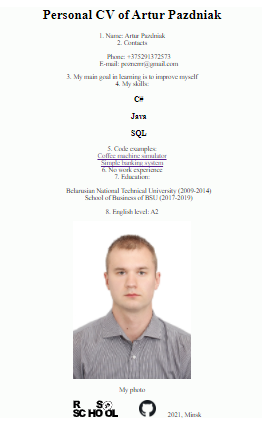 Personal CV of Artur Pazdniak
1. Name: Artur Pazdniak
2. Contacts
Phone: +375291372573
E-mail: poznerrr@gmail.com
3. My main goal in learning is to improve myself
4. My skills:
C#
Java
SQL
5. Code examples:
Coffee machine simulator
Simple banking system
6. No work experience
7. Education:
Belarusian National Technical University (2009-2014)
School of Business of BSU (2017-2019)
8. English level: A2
My photo
R S
SCHOOL
2021, Minsk